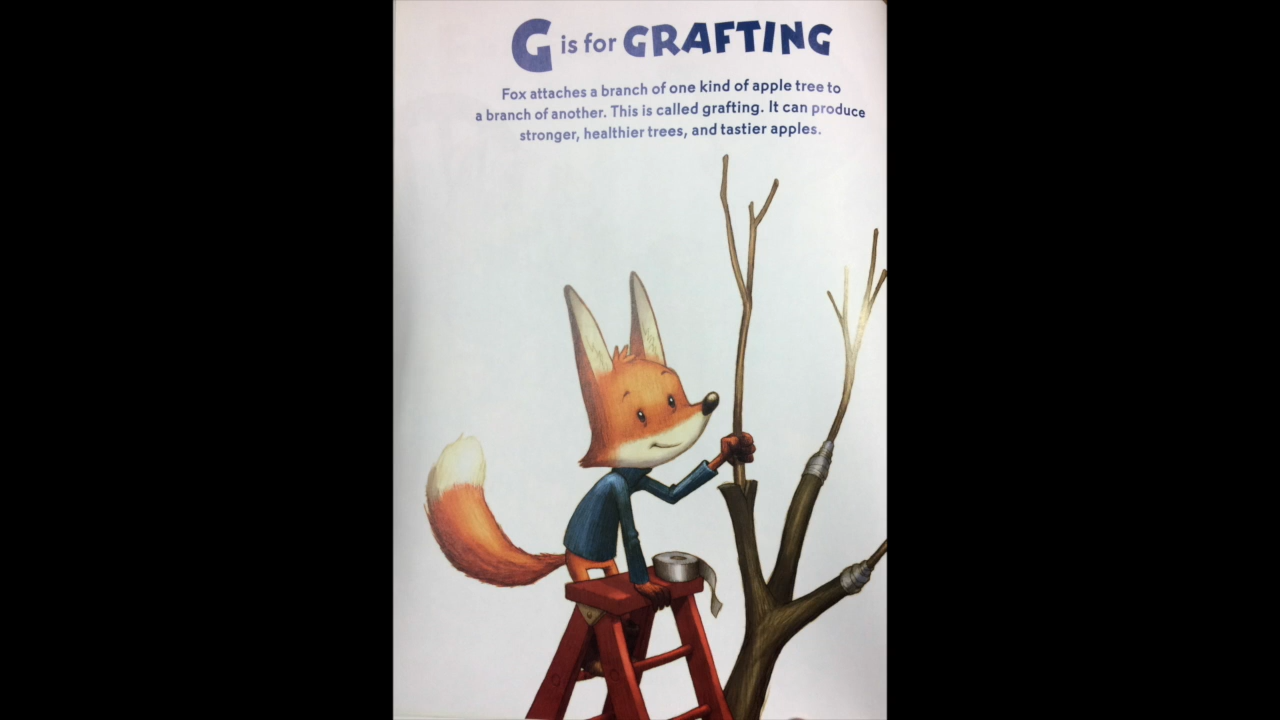 G is for GRAFTING
Fox attaches a branch of one kind of apple tree to
a branch of another. This is called grafting. It can produce
stronger, healthier trees, and tastier apples.